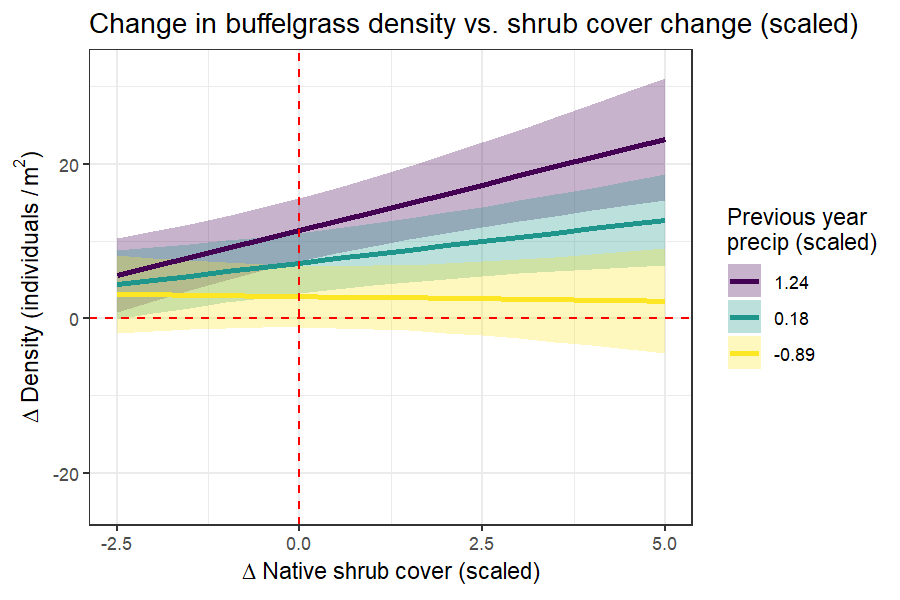 Change in buffelgrass density vs. shrub cover change (scaled)
Δ Density (individuals / m²)
20
0
-20
-2.5
0.0
2.5
5.0
Δ Native shrub cover (scaled)
Previous year
precip (scaled)
1.24
0.18
-0.89